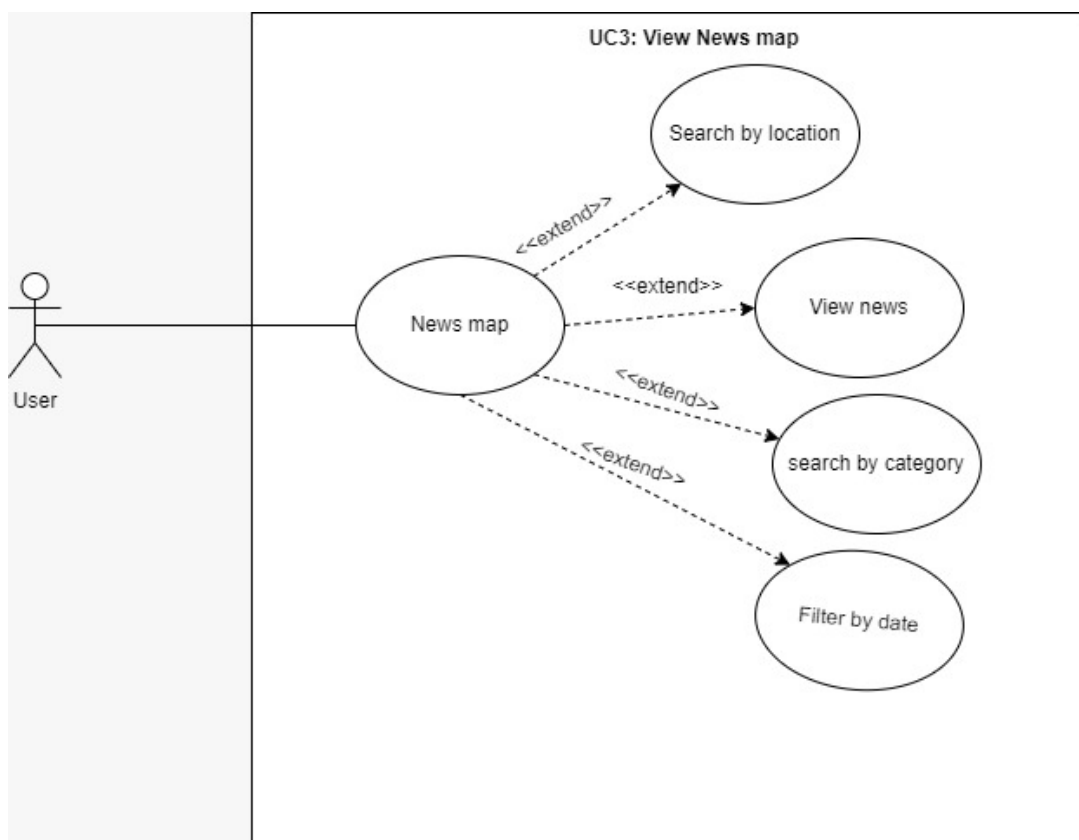 UC3: View News map
Search by location
<<extend>>
<<extend>>
View news
News map
<<extend>>
User
<<extend>>
search by category
Filter by date